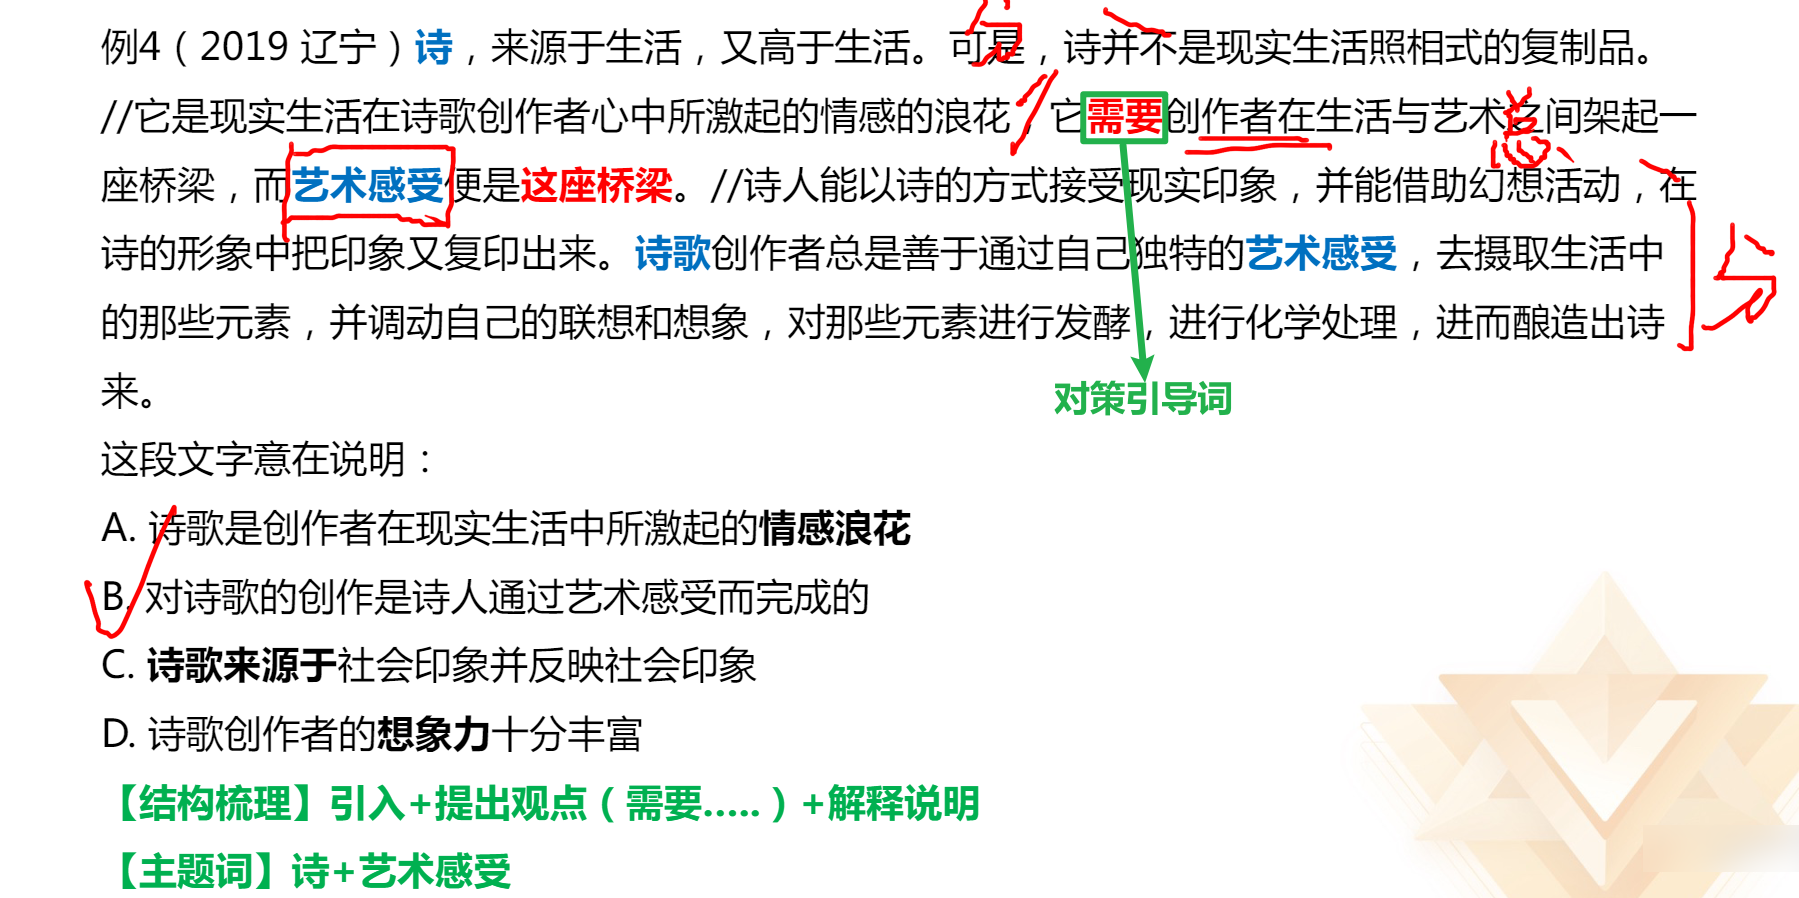 例4（2019 辽宁）诗，来源于生活，又高于生活。可是，诗并不是现实生活照相式的复制品。
//它是现实生活在诗歌创作者心中所激起的情感的浪花，它需要创作者在生活与艺术之间架起一
座桥梁，而艺术感受便是这座桥梁。//诗人能以诗的方式接受现实印象，并能借助幻想活动，在
诗的形象中把印象又复印出来。诗歌创作者总是善于通过自己独特的艺术感受，去摄取生活中
的那些元素，并调动自己的联想和想象，对那些元素进行发酵，进行化学处理，进而酿造出诗
来。
对策引导词
这段文字意在说明：
A. 诗歌是创作者在现实生活中所激起的情感浪花
B. 对诗歌的创作是诗人通过艺术感受而完成的
C. 诗歌来源于社会印象并反映社会印象
D. 诗歌创作者的想象力十分丰富
【结构梳理】引入+提出观点（需要.....）+解释说明
【主题词】诗+艺术感受
分
总
分